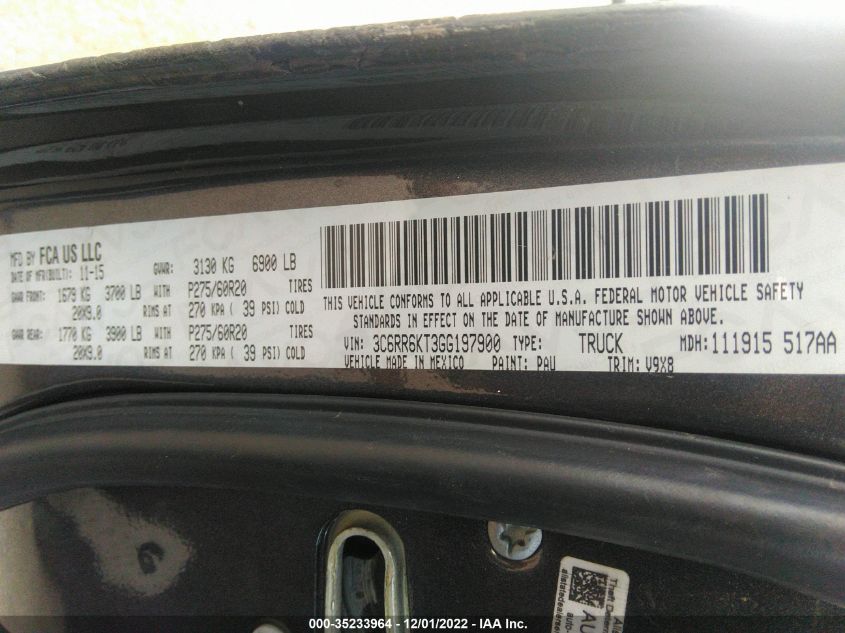 MFD BY FCA US LLC
DATE OF MFR(BUILT): 11-15 GVWR: 3130 KG 6900 LB
GAWR FRONT: 1679 KG 3700 LB WITH P275/60R20 TIRES
20X9.0 RIMS AT 270 KPA ( 39 PSI) COLD
GAWR REAR: 1770 KG 3900 LB WITH P275/60R20 TIRES
20X9.0 RIMS AT 270 KPA ( 39 PSI) COLD
THIS VEHICLE CONFORMS TO ALL APPLICABLE U.S.A. FEDERAL MOTOR VEHICLE SAFETY
STANDARDS IN EFFECT ON THE DATE OF MANUFACTURE SHOWN ABOVE.
VIN: 3C6RR6KT3GG197900 TYPE: TRUCK MDH: 111915 517AA
VEHICLE MADE IN MEXICO PAINT: PAU TRIM: V9X8
Theft
AU
000-35233964 / 12/01/2022 / IAA Inc.